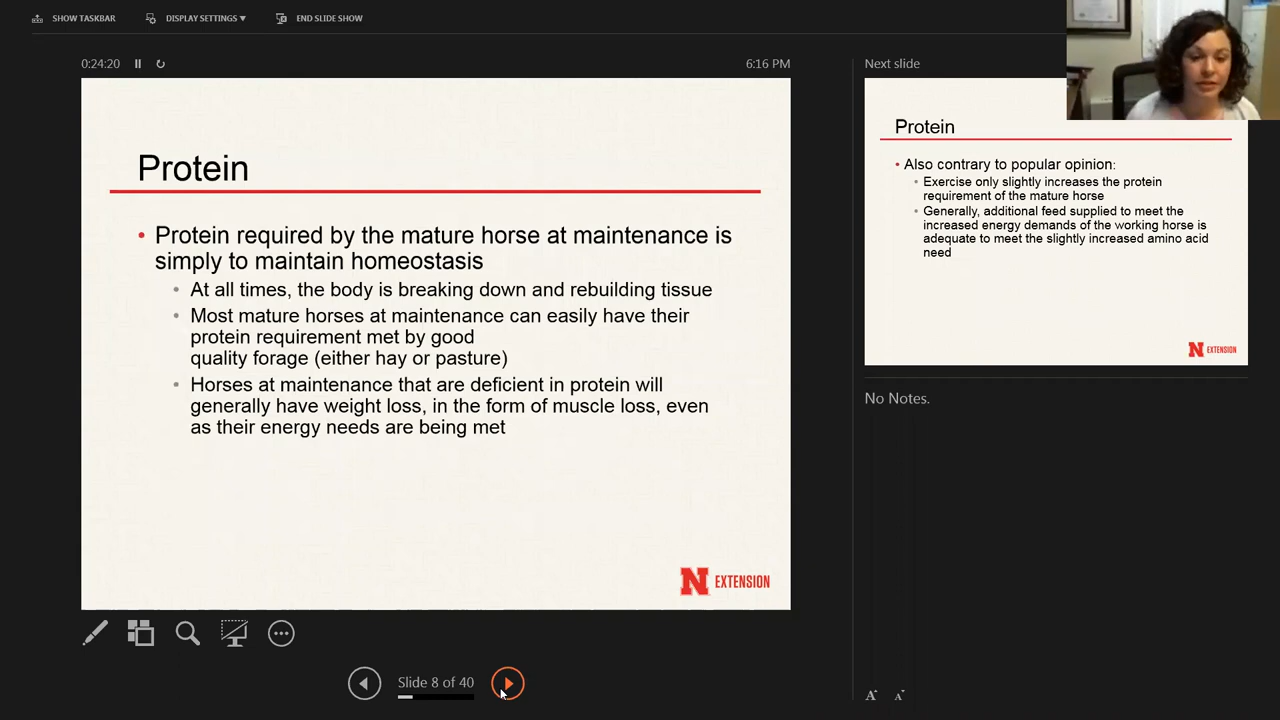 SHOW TASKBAR
DISPLAY SETTINGS ▼
END SLIDE SHOW
0:24:20
6:16 PM
Protein
• Protein required by the mature horse at maintenance is
simply to maintain homeostasis
• At all times, the body is breaking down and rebuilding tissue
• Most mature horses at maintenance can easily have their
protein requirement met by good
quality forage (either hay or pasture)
• Horses at maintenance that are deficient in protein will
generally have weight loss, in the form of muscle loss, even
as their energy needs are being met
N EXTENSION
Slide 8 of 40
Next slide
Protein
• Also contrary to popular opinion:
• Exercise only slightly increases the protein
requirement of the mature horse
• Generally, additional feed supplied to meet the
increased energy demands of the working horse is
adequate to meet the slightly increased amino acid
need
N EXTENSION
No Notes.
A A